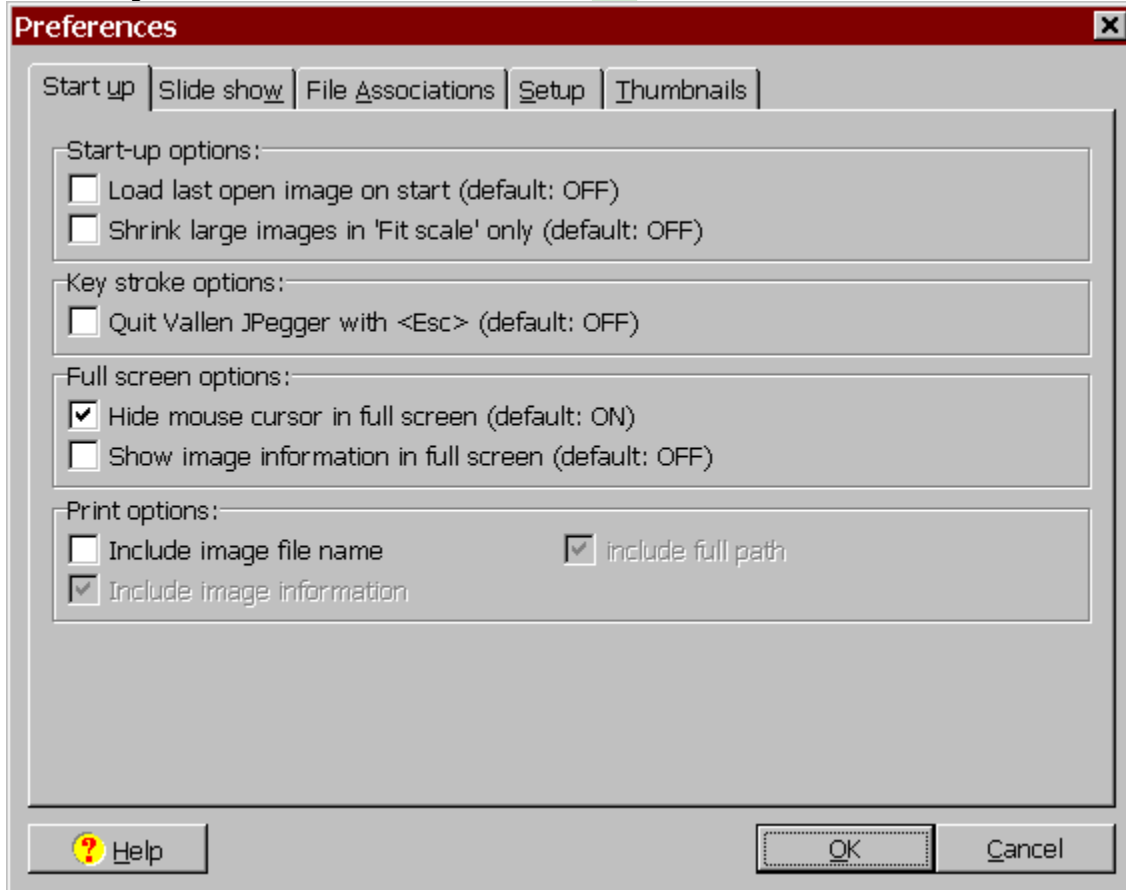 Preferences
Start up Slide show File Associations Setup Thumbnails
Start-up options:
Load last open image on start (default: OFF)
Shrink large images in 'Fit scale' only (default: OFF)
Key stroke options:
Quit Vallen JPegger with <Esc> (default: OFF)
Full screen options:
Hide mouse cursor in full screen (default: ON)
Show image information in full screen (default: OFF)
Print options:
Include image file name include full path
Include image information
? Help OK Cancel